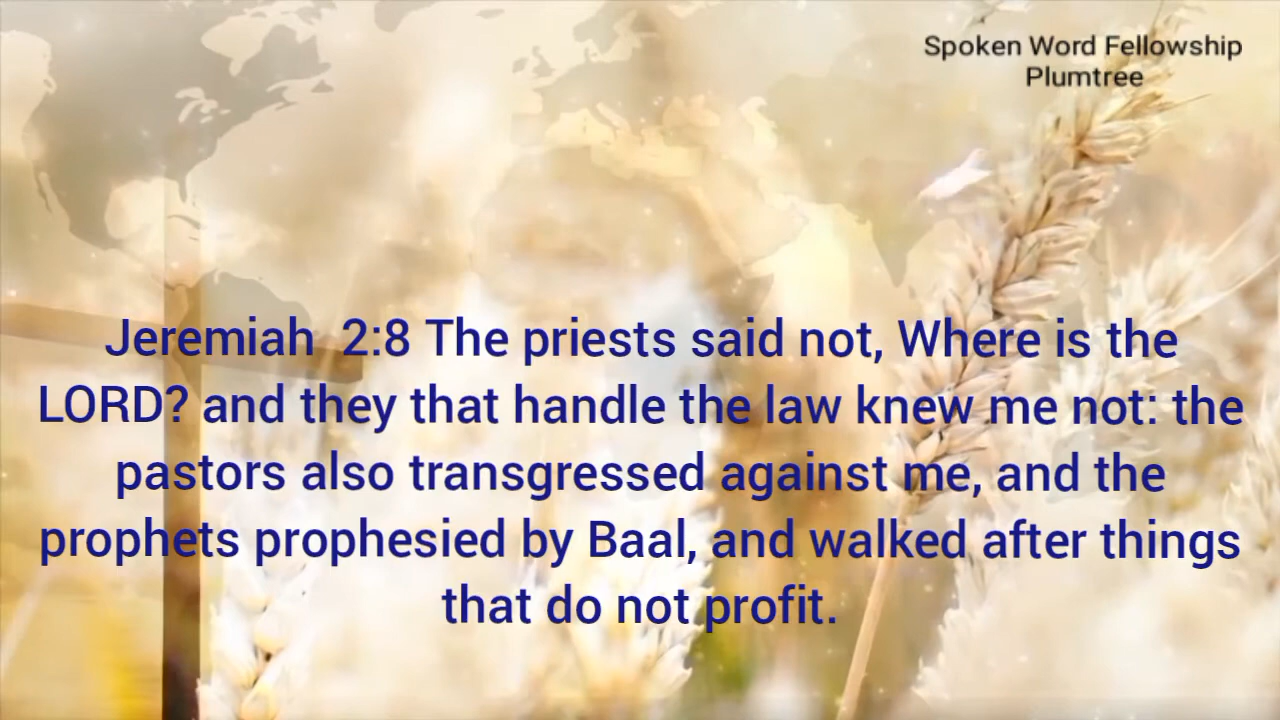 Spoken Word Fellowship
Plumtree
Jeremiah  2:8 The priests said not, Where is the
LORD? and they that handle the law knew me not: the
pastors also transgressed against me, and the
prophets prophesied by Baal, and walked after things
that do not profit.